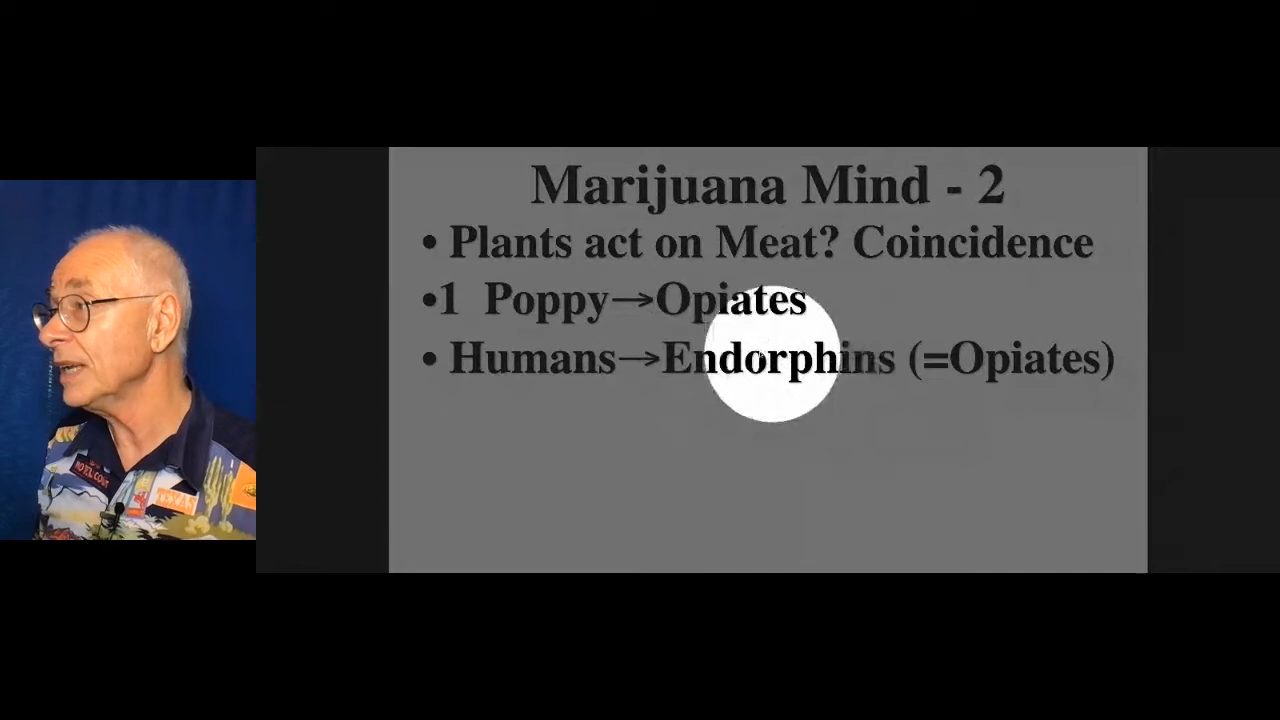 Marijuana Mind - 2
• Plants act on Meat? Coincidence
•1 Poppy→Opiates
• Humans→Endorphins (=Opiates)